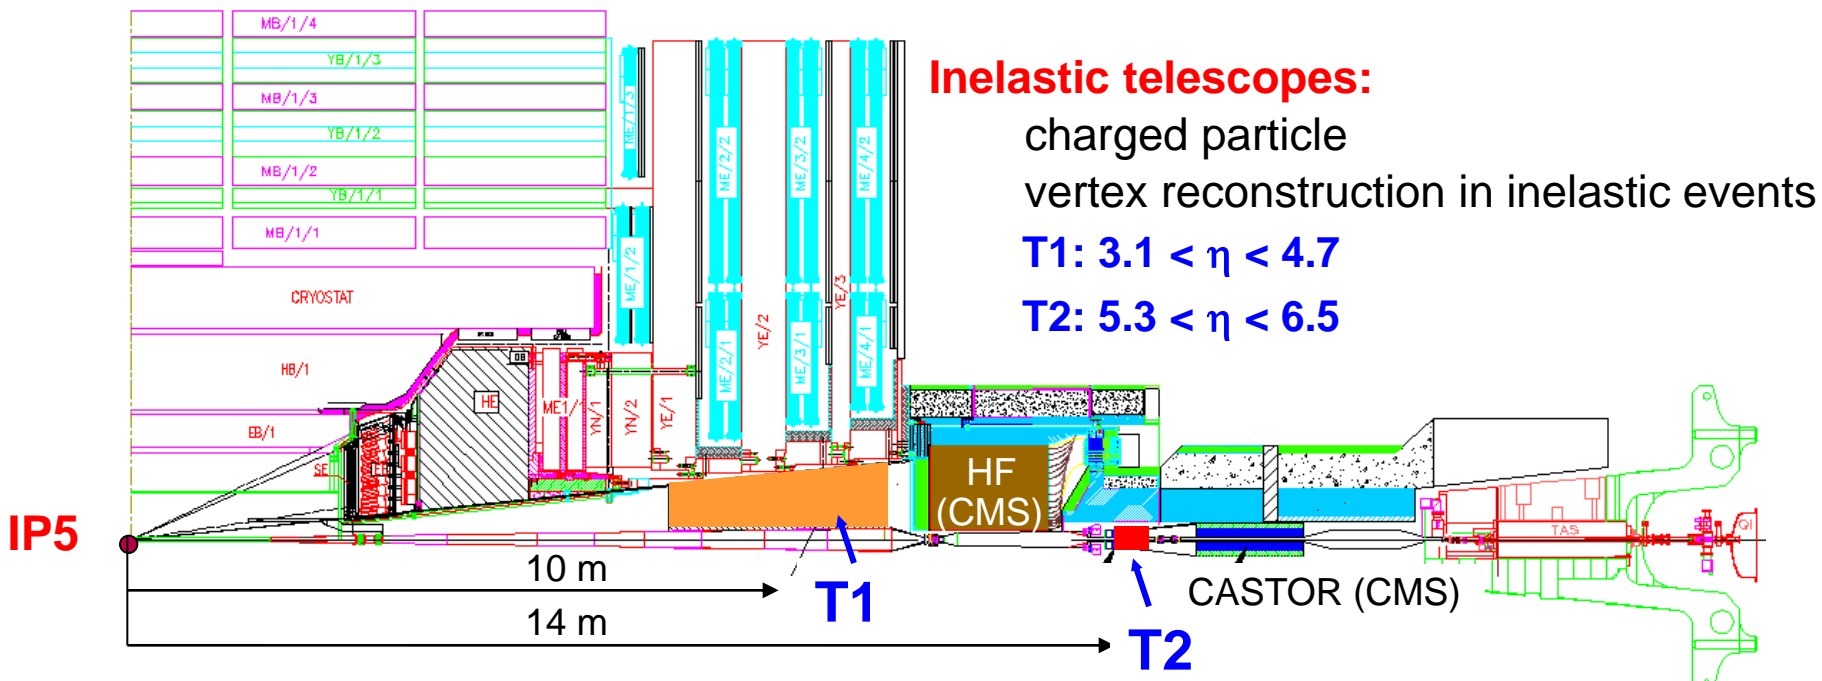 MB/1/4
YB/1/3
MB/1/3
YB/1/2
MB/1/2
YB/1/1
MB/1/1
CRYOSTAT
HB/1
EB/1
SE
HE
ME/1/3
ME/1/2
YN/1
YN/2
YE/1
ME/2/2
ME/2/1
YE/2
ME/3/2
ME/3/1
YE/3
ME/4/2
ME/4/1
Inelastic telescopes:
charged particle
vertex reconstruction in inelastic events
T1: 3.1 < η < 4.7
T2: 5.3 < η < 6.5
HF
(CMS)
IP5
10 m
T1
14 m
T2
CASTOR (CMS)
TAS
Q1